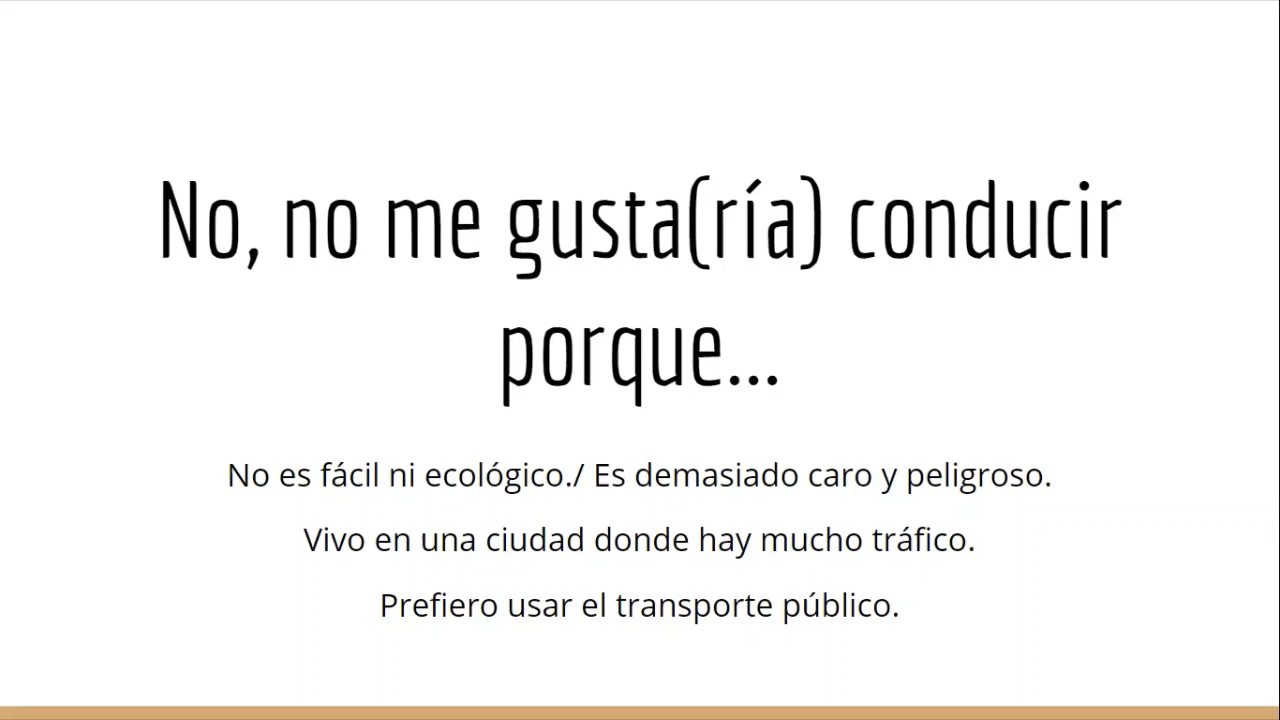 No, no me gusta(ría) conducir
porque...
No es fácil ni ecológico./ Es demasiado caro y peligroso.
Vivo en una ciudad donde hay mucho tráfico.
Prefiero usar el transporte público.